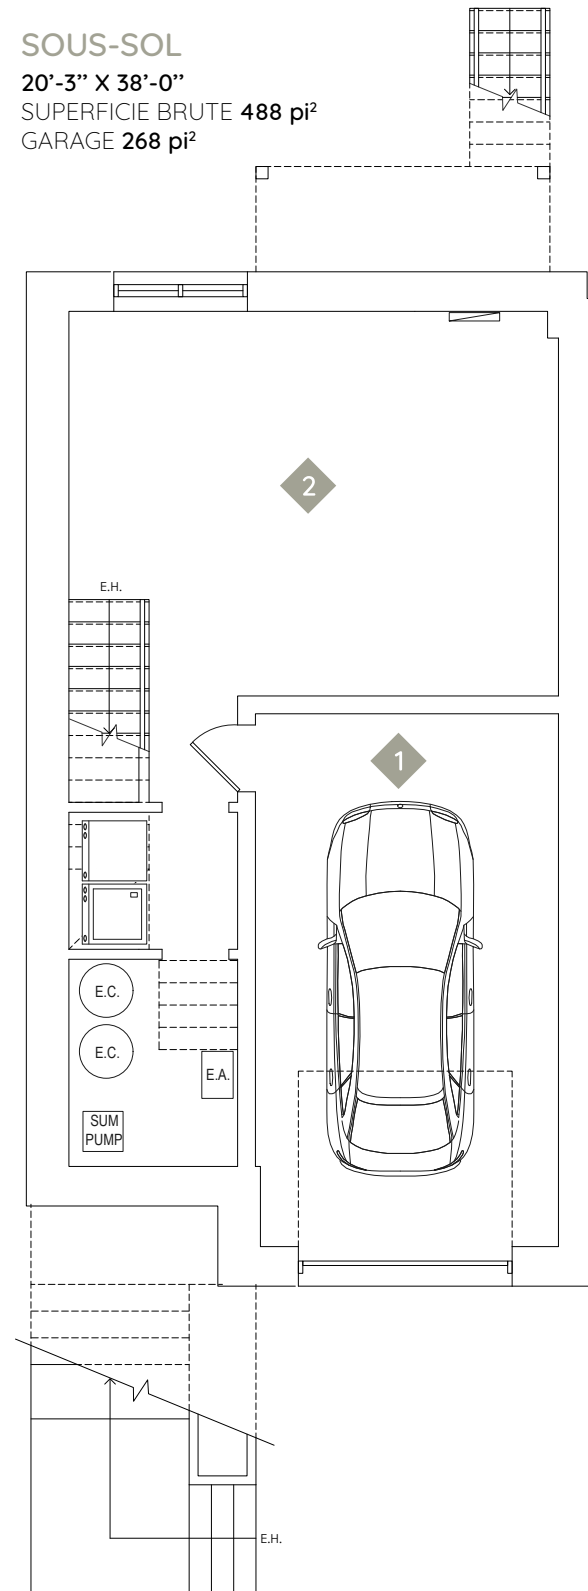 SOUS-SOL
20’-3” X 38’-0”
SUPERFICIE BRUTE 488 pi²
GARAGE 268 pi²
2
E.H.
1
E.C.
E.C.
E.A.
SUM
PUMP
E.H.